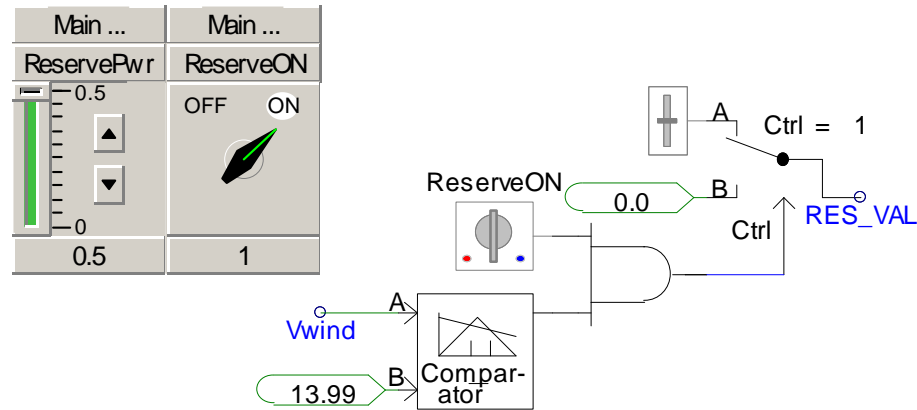 Main ...
Main ...
ReservePwr
ReserveON
0.5
0
OFF
ON
0.5
1
A
Ctrl = 1
B
0.0
RES_VAL
Ctrl
ReserveON
A
Vwind
B
Compar-
ator
13.99